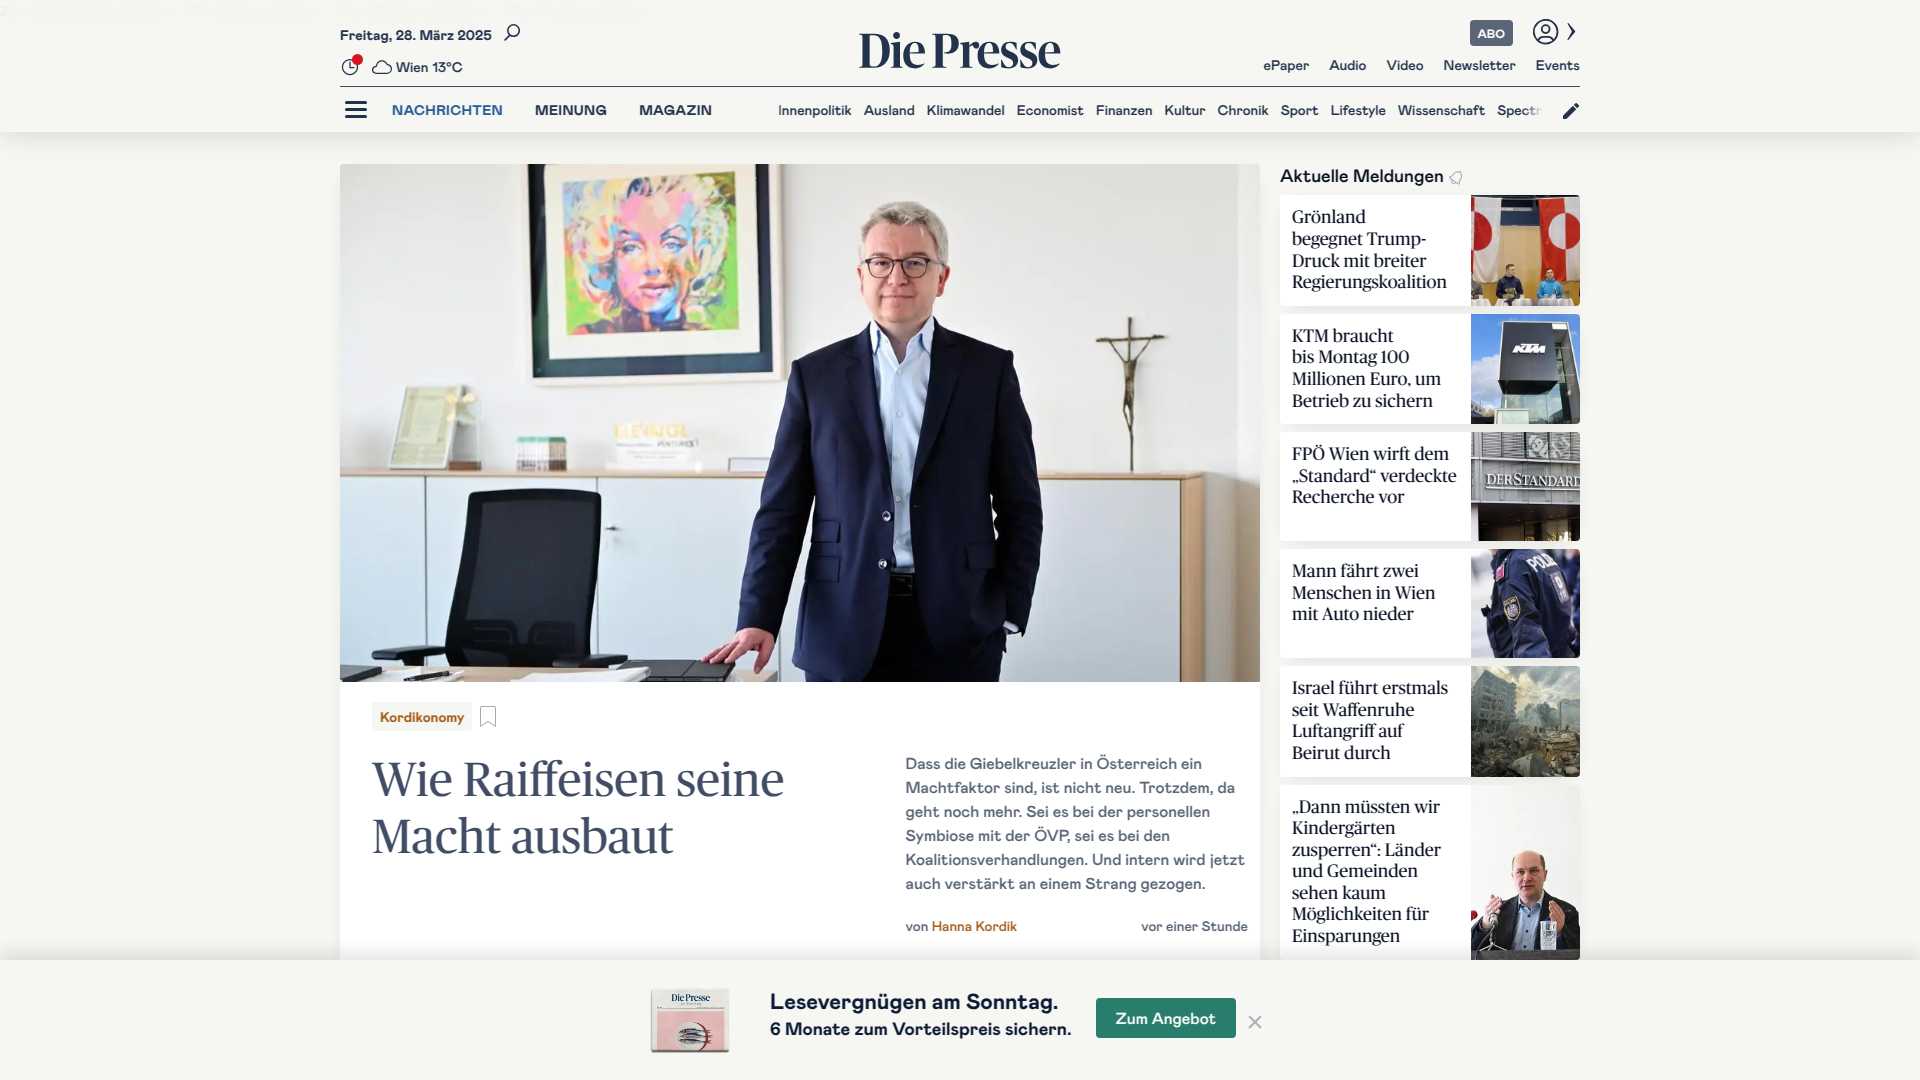 Freitag, 28. März 2025
Wien 13°C
Die Presse
ABO
ePaper Audio Video Newsletter Events
NACHRICHTEN MEINUNG MAGAZIN
Innenpolitik Ausland Klimawandel Economist Finanzen Kultur Chronik Sport Lifestyle Wissenschaft Spectr
Kordikonomy
Wie Raiffeisen seine
Macht ausbaut
Dass die Giebelkreuzler in Österreich ein
Machtfaktor sind, ist nicht neu. Trotzdem, da
geht noch mehr. Sei es bei der personellen
Symbiose mit der ÖVP, sei es bei den
Koalitionsverhandlungen. Und intern wird jetzt
auch verstärkt an einem Strang gezogen.
von Hanna Kordik vor einer Stunde
Aktuelle Meldungen
Grönland
begegnet Trump-
Druck mit breiter
Regierungskoalition
KTM braucht
bis Montag 100
Millionen Euro, um
Betrieb zu sichern
KTM
FPÖ Wien wirft dem
„Standard“ verdeckte
Recherche vor
DERSTANDARD
Mann fährt zwei
Menschen in Wien
mit Auto nieder
Israel führt erstmals
seit Waffenruhe
Luftangriff auf
Beirut durch
„Dann müssten wir
Kindergärten
zusperren“: Länder
und Gemeinden
sehen kaum
Möglichkeiten für
Einsparungen
Die Presse
Lesevergnügen am Sonntag.
6 Monate zum Vorteilspreis sichern.
Zum Angebot